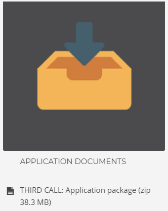 APPLICATION DOCUMENTS
THIRD CALL: Application package (zip
38.3 MB)